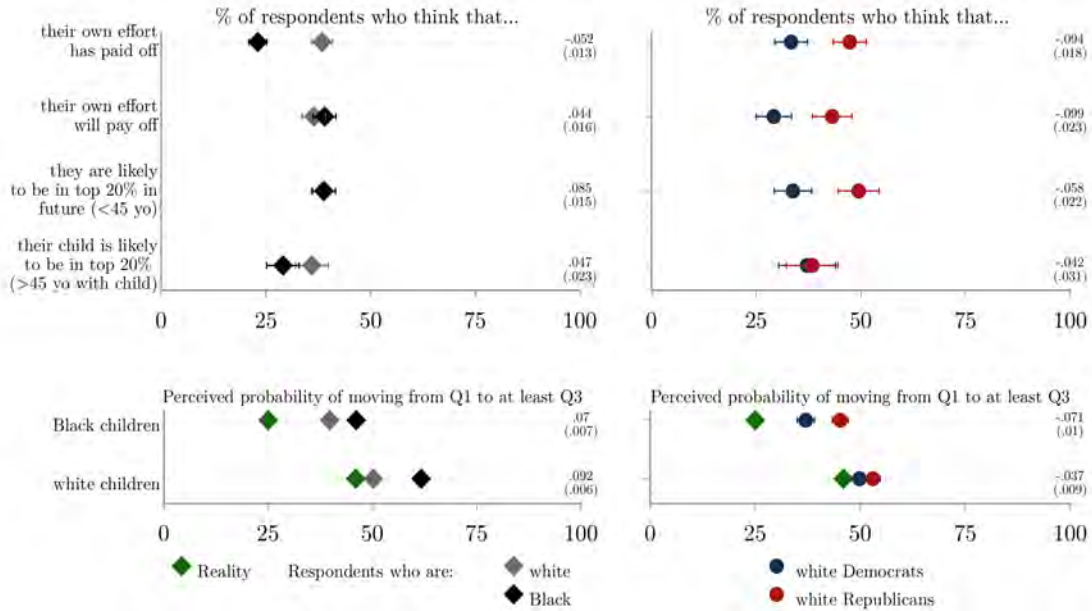 % of respondents who think that...
% of respondents who think that...
their own effort
has paid off
-.052
(.013)
-.094
(.018)
their own effort
will pay off
.044
(.016)
-.099
(.023)
they are likely
to be in top 20% in
future (<45 yo)
.085
(.015)
-.058
(.022)
their child is likely
to be in top 20%
(>45 yo with child)
.047
(.023)
-.042
(.031)
0 25 50 75 100
0 25 50 75 100
Perceived probability of moving from Q1 to at least Q3
Perceived probability of moving from Q1 to at least Q3
Black children
.07
(.007)
-.071
(.01)
white children
.092
(.006)
-.037
(.009)
0 25 50 75 100
0 25 50 75 100
Reality Respondents who are: white
Black
white Democrats
white Republicans